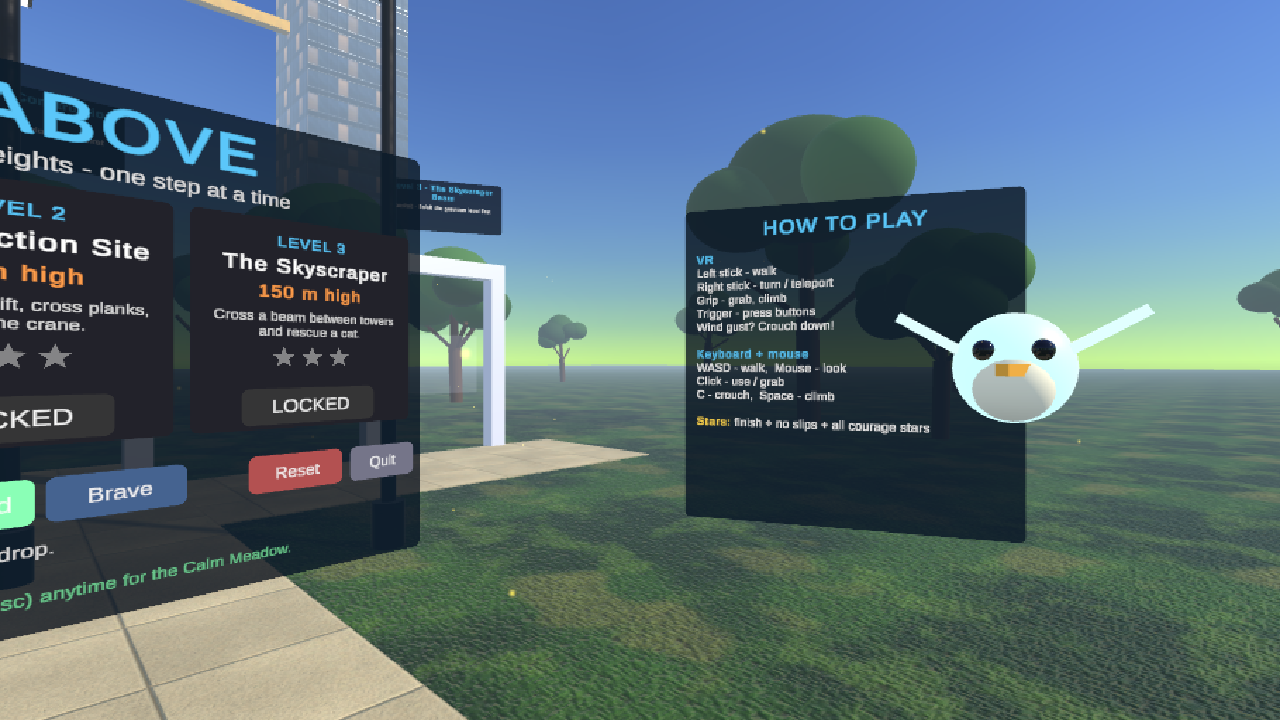 ABOVE
eights - one step at a time
VEL 2
ction Site
m high
ift, cross planks,
he crane.
CKED
LEVEL 3
The Skyscraper
150 m high
Cross a beam between towers
and rescue a cat.
LOCKED
d
Brave
Reset
Quit
drop.
sc) anytime for the Calm Meadow.
- The Skyscraper
Beam
HOW TO PLAY
VR
Left stick - walk
Right stick - turn / teleport
Grip - grab, climb
Trigger - press buttons
Wind gust? Crouch down!
Keyboard + mouse
WASD - walk, Mouse - look
Click - use / grab
C - crouch, Space - climb
Stars: finish + no slips + all courage stars